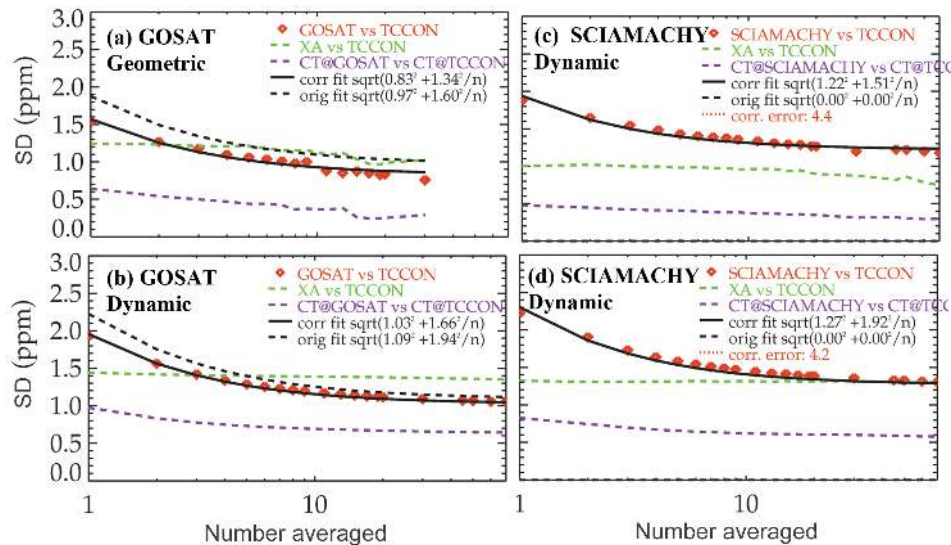 3.0
2.5
2.0
1.5
1.0
0.5
0.0
SD (ppm)
(a) GOSAT
Geometric
GOSAT vs TCCON
XA vs TCCON
CT@GOSAT vs CT@TCCON
corr fit sqrt(0.83² +1.34²/n)
orig fit sqrt(0.97² +1.60²/n)
(c) SCIAMACHY
Dynamic
SCIAMACHY vs TCCON
XA vs TCCON
CT@SCIAMACHY vs CT@TCC
corr fit sqrt(1.22² +1.51²/n)
orig fit sqrt(0.00² +0.00²/n)
corr. error: 4.4
3.0
2.5
2.0
1.5
1.0
0.5
0.0
SD (ppm)
(b) GOSAT
Dynamic
GOSAT vs TCCON
XA vs TCCON
CT@GOSAT vs CT@TCCON
corr fit sqrt(1.03² +1.66²/n)
orig fit sqrt(1.09² +1.94²/n)
1
10
Number averaged
(d) SCIAMACHY
Dynamic
SCIAMACHY vs TCCON
XA vs TCCON
CT@SCIAMACHY vs CT@TCC
corr fit sqrt(1.27² +1.92²/n)
orig fit sqrt(0.00² +0.00²/n)
corr. error: 4.2
1
10
Number averaged